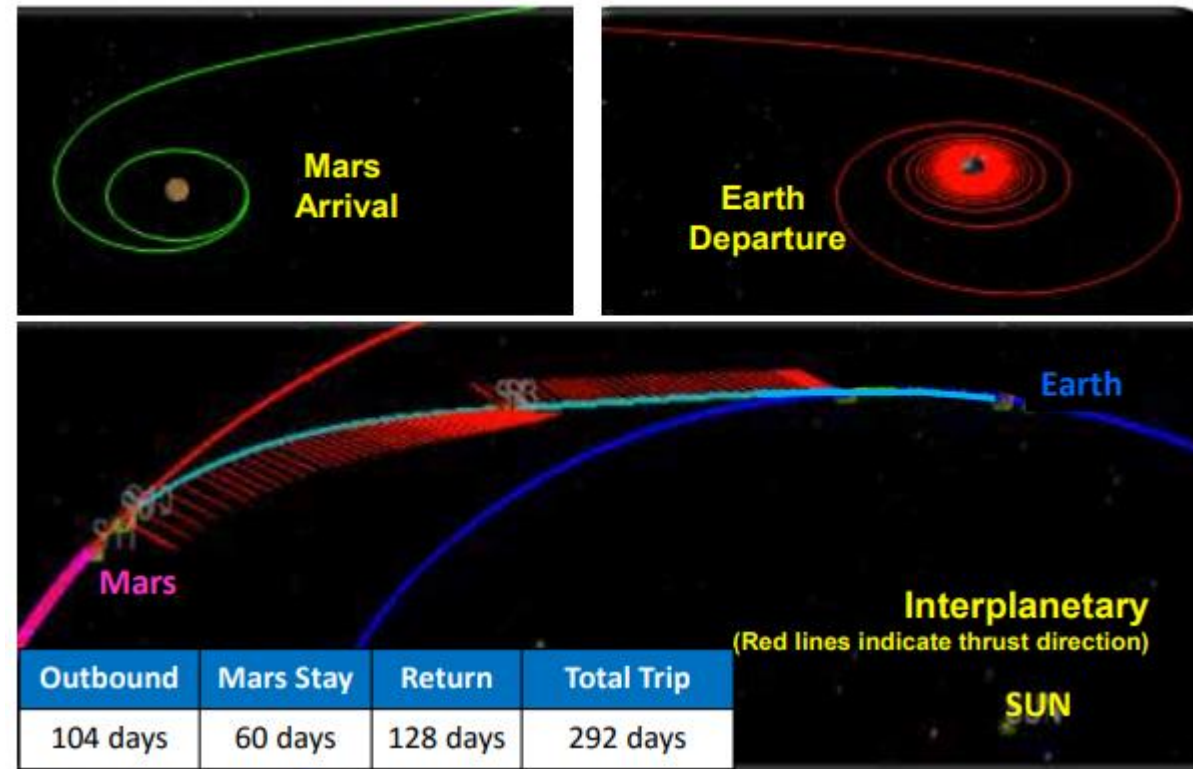 Mars
Arrival
Earth
Departure
Earth
Mars
Interplanetary
(Red lines indicate thrust direction)
SUN
Outbound Mars Stay Return Total Trip
104 days 60 days 128 days 292 days